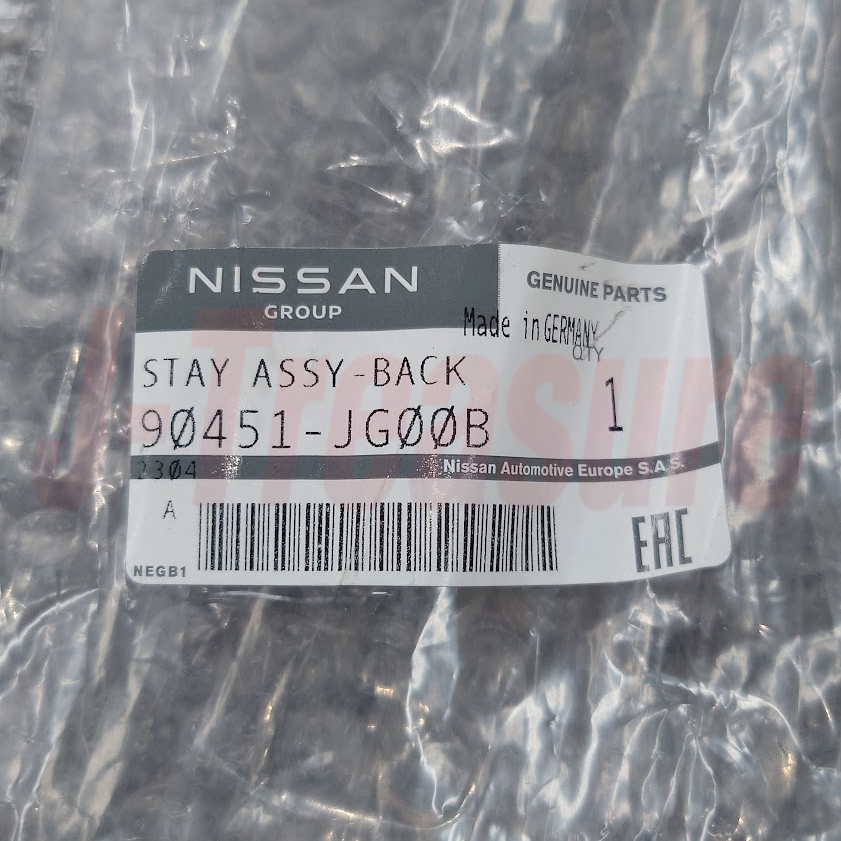 NISSAN
GROUP
GENUINE PARTS
Made in GERMANY
QTY
STAY ASSY-BACK
1
90451-JG00B
2304
Nissan Automotive Europe S.A.S.
A
EAC
NEGB1
J-Treasure